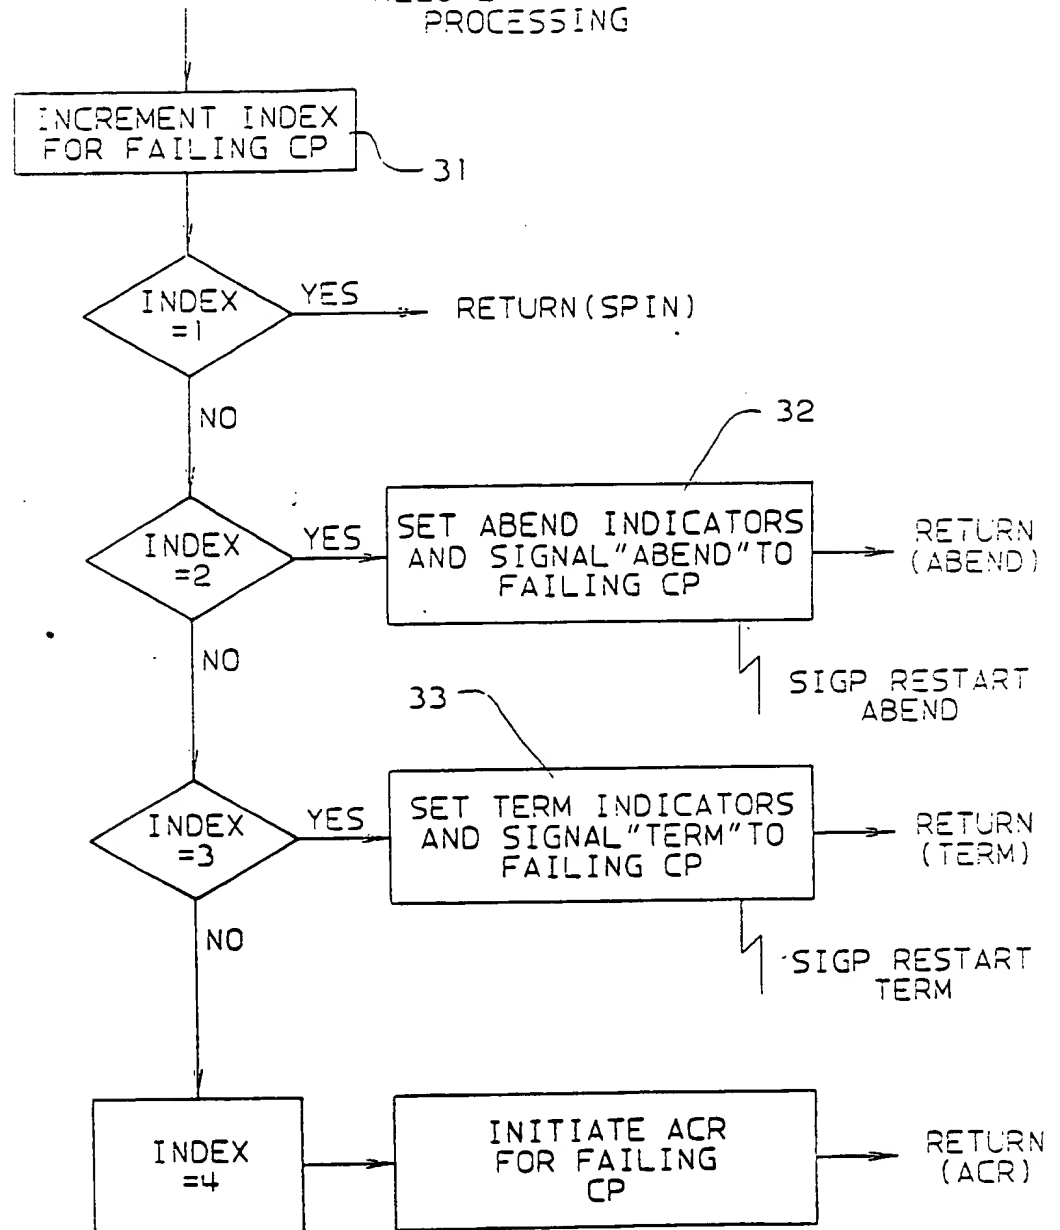 PROCESSING
INCREMENT INDEX
FOR FAILING CP
31
INDEX
=1
YES
RETURN(SPIN)
NO
32
INDEX
=2
YES
SET ABEND INDICATORS
AND SIGNAL"ABEND"TO
FAILING CP
RETURN
(ABEND)
NO
SIGP RESTART
ABEND
33
INDEX
=3
YES
SET TERM INDICATORS
AND SIGNAL"TERM"TO
FAILING CP
RETURN
(TERM)
NO
SIGP RESTART
TERM
INDEX
=4
INITIATE ACR
FOR FAILING
CP
RETURN
(ACR)